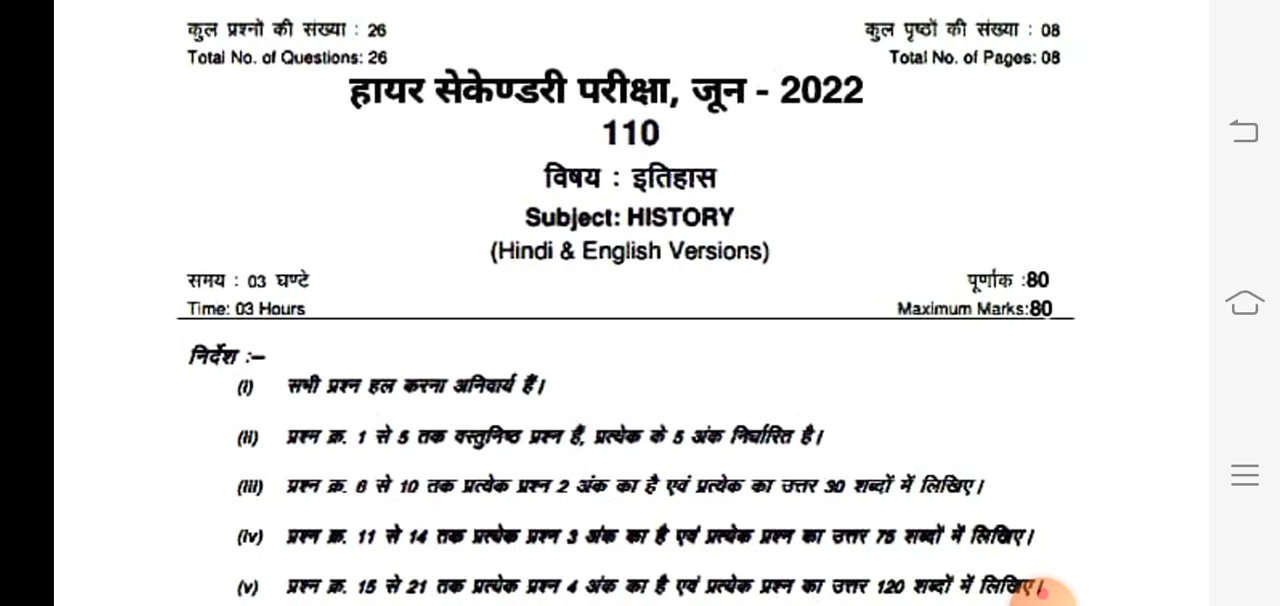 कुल प्रश्नों की संख्या : 26
कुल पृष्ठों की संख्या : 08
Total No. of Questions: 26
Total No. of Pages: 08
हायर सेकेण्डरी परीक्षा, जून - 2022
110
विषय : इतिहास
Subject: HISTORY
(Hindi & English Versions)
समय : 03 घण्टे
पूर्णांक :80
Time: 03 Hours
Maximum Marks:80
निर्देश :–
(i) सभी प्रश्न हल करना अनिवार्य हैं।
(ii) प्रश्न क्र. 1 से 5 तक वस्तुनिष्ठ प्रश्न हैं, प्रत्येक के 5 अंक निर्धारित है।
(iii) प्रश्न क्र. 6 से 10 तक प्रत्येक प्रश्न 2 अंक का है एवं प्रत्येक का उत्तर 30 शब्दों में लिखिए।
(iv) प्रश्न क्र. 11 से 14 तक प्रत्येक प्रश्न 3 अंक का है एवं प्रत्येक प्रश्न का उत्तर 75 शब्दों में लिखिए।
(v) प्रश्न क्र. 15 से 21 तक प्रत्येक प्रश्न 4 अंक का है एवं प्रत्येक प्रश्न का उत्तर 120 शब्दों में लिखिए।